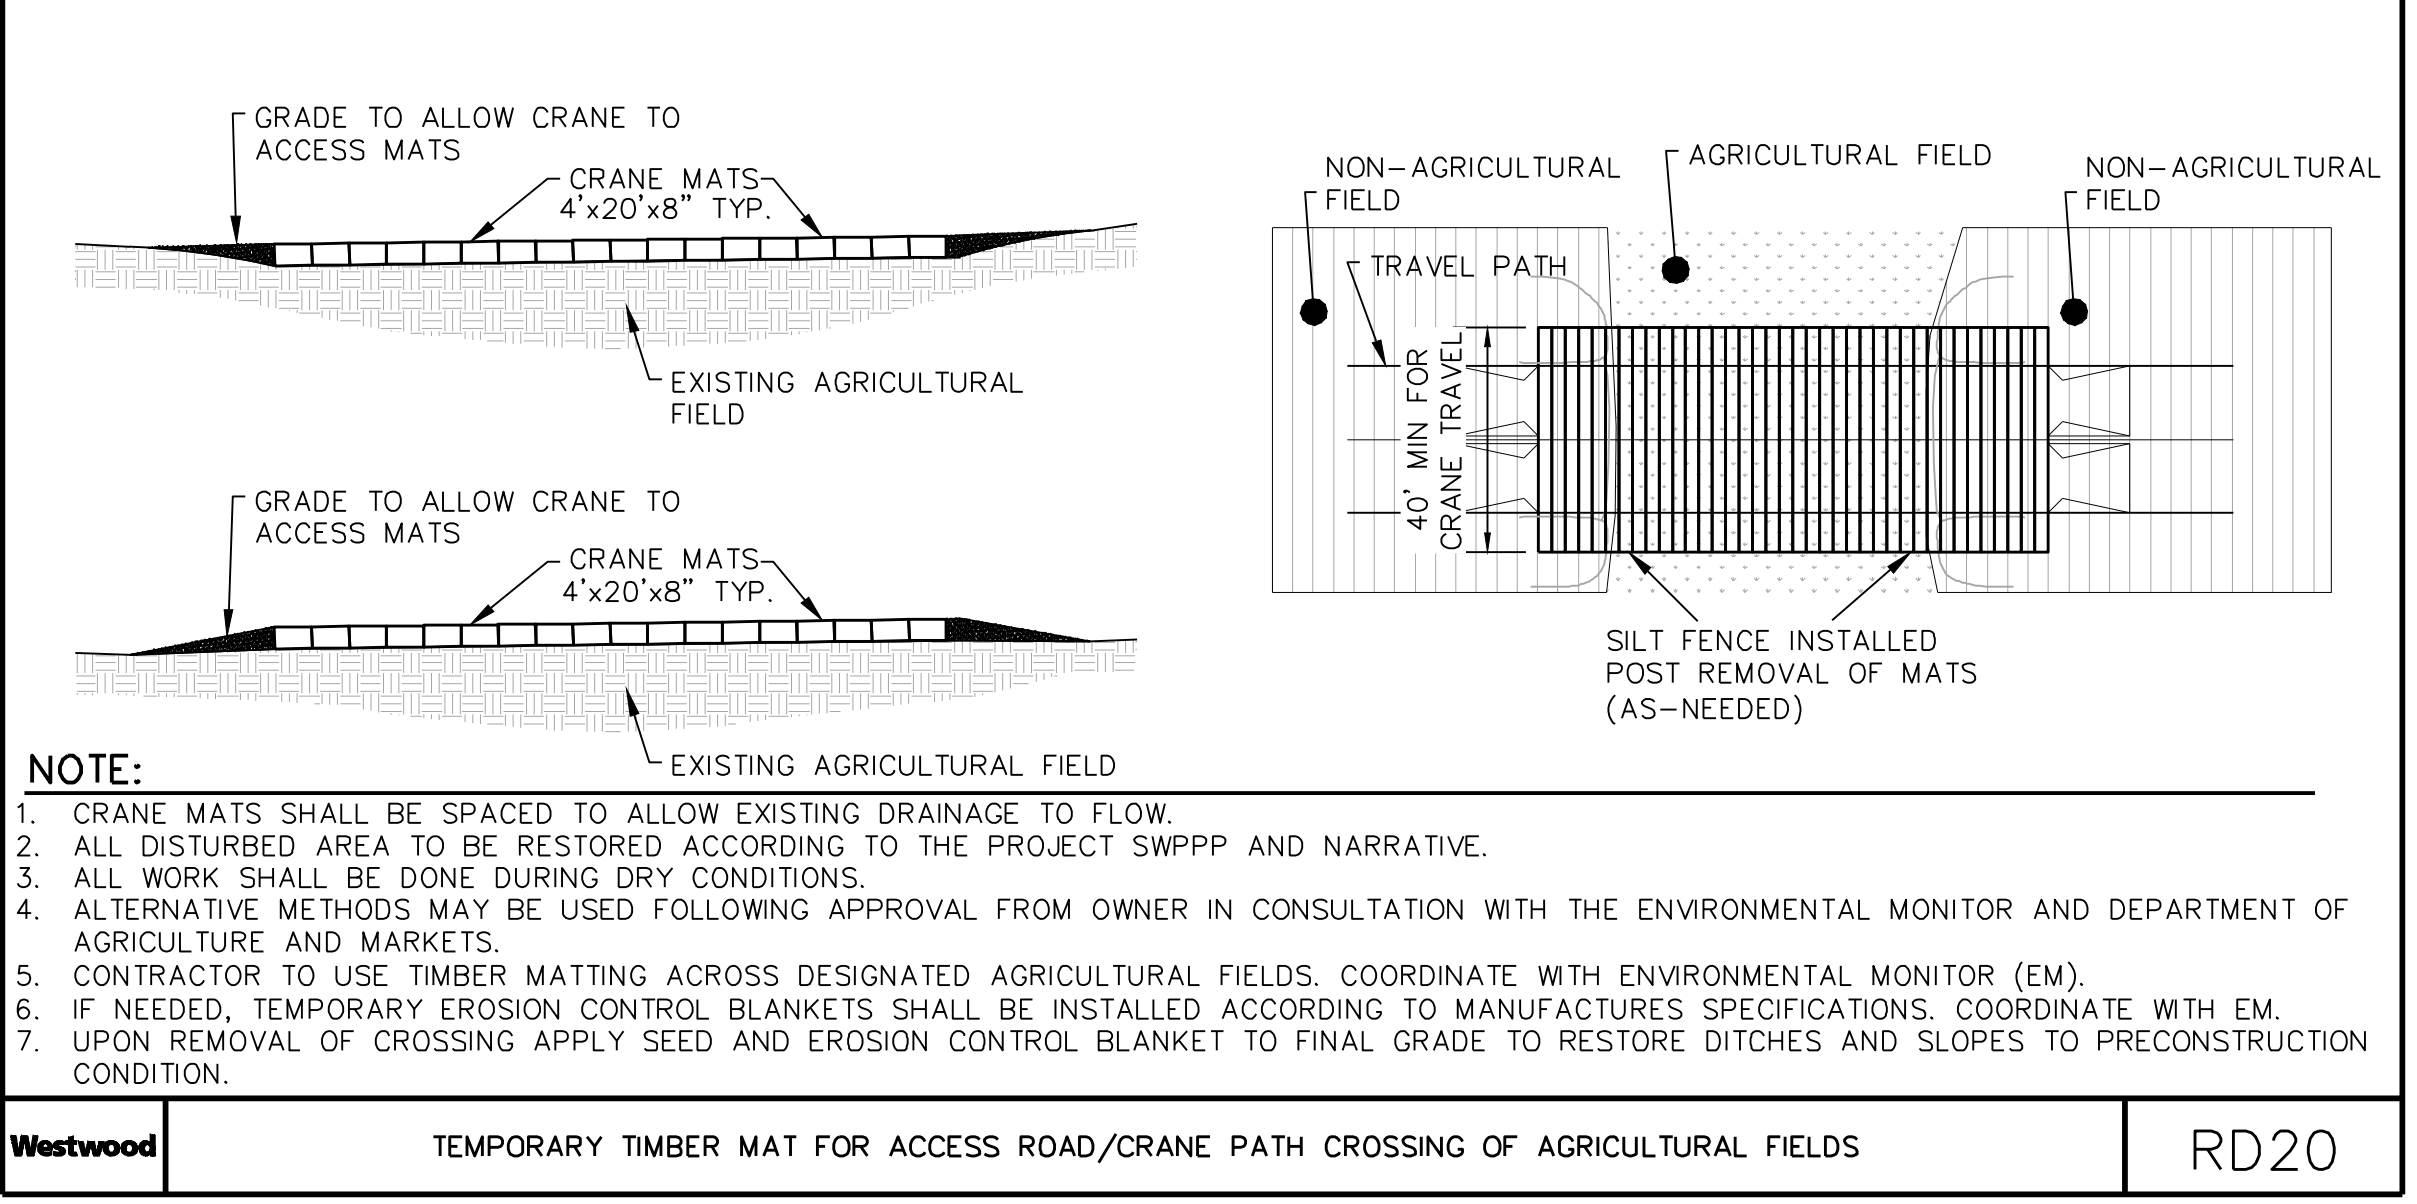 GRADE TO ALLOW CRANE TO
ACCESS MATS
CRANE MATS
4'x20'x8" TYP.
EXISTING AGRICULTURAL
FIELD
GRADE TO ALLOW CRANE TO
ACCESS MATS
CRANE MATS
4'x20'x8" TYP.
EXISTING AGRICULTURAL FIELD
NON-AGRICULTURAL
FIELD
AGRICULTURAL FIELD
NON-AGRICULTURAL
FIELD
TRAVEL PATH
40' MIN FOR
CRANE TRAVEL
SILT FENCE INSTALLED
POST REMOVAL OF MATS
(AS-NEEDED)
NOTE:
1. CRANE MATS SHALL BE SPACED TO ALLOW EXISTING DRAINAGE TO FLOW.
2. ALL DISTURBED AREA TO BE RESTORED ACCORDING TO THE PROJECT SWPPP AND NARRATIVE.
3. ALL WORK SHALL BE DONE DURING DRY CONDITIONS.
4. ALTERNATIVE METHODS MAY BE USED FOLLOWING APPROVAL FROM OWNER IN CONSULTATION WITH THE ENVIRONMENTAL MONITOR AND DEPARTMENT OF
AGRICULTURE AND MARKETS.
5. CONTRACTOR TO USE TIMBER MATTING ACROSS DESIGNATED AGRICULTURAL FIELDS. COORDINATE WITH ENVIRONMENTAL MONITOR (EM).
6. IF NEEDED, TEMPORARY EROSION CONTROL BLANKETS SHALL BE INSTALLED ACCORDING TO MANUFACTURES SPECIFICATIONS. COORDINATE WITH EM.
7. UPON REMOVAL OF CROSSING APPLY SEED AND EROSION CONTROL BLANKET TO FINAL GRADE TO RESTORE DITCHES AND SLOPES TO PRECONSTRUCTION
CONDITION.
Westwood
TEMPORARY TIMBER MAT FOR ACCESS ROAD/CRANE PATH CROSSING OF AGRICULTURAL FIELDS
RD20